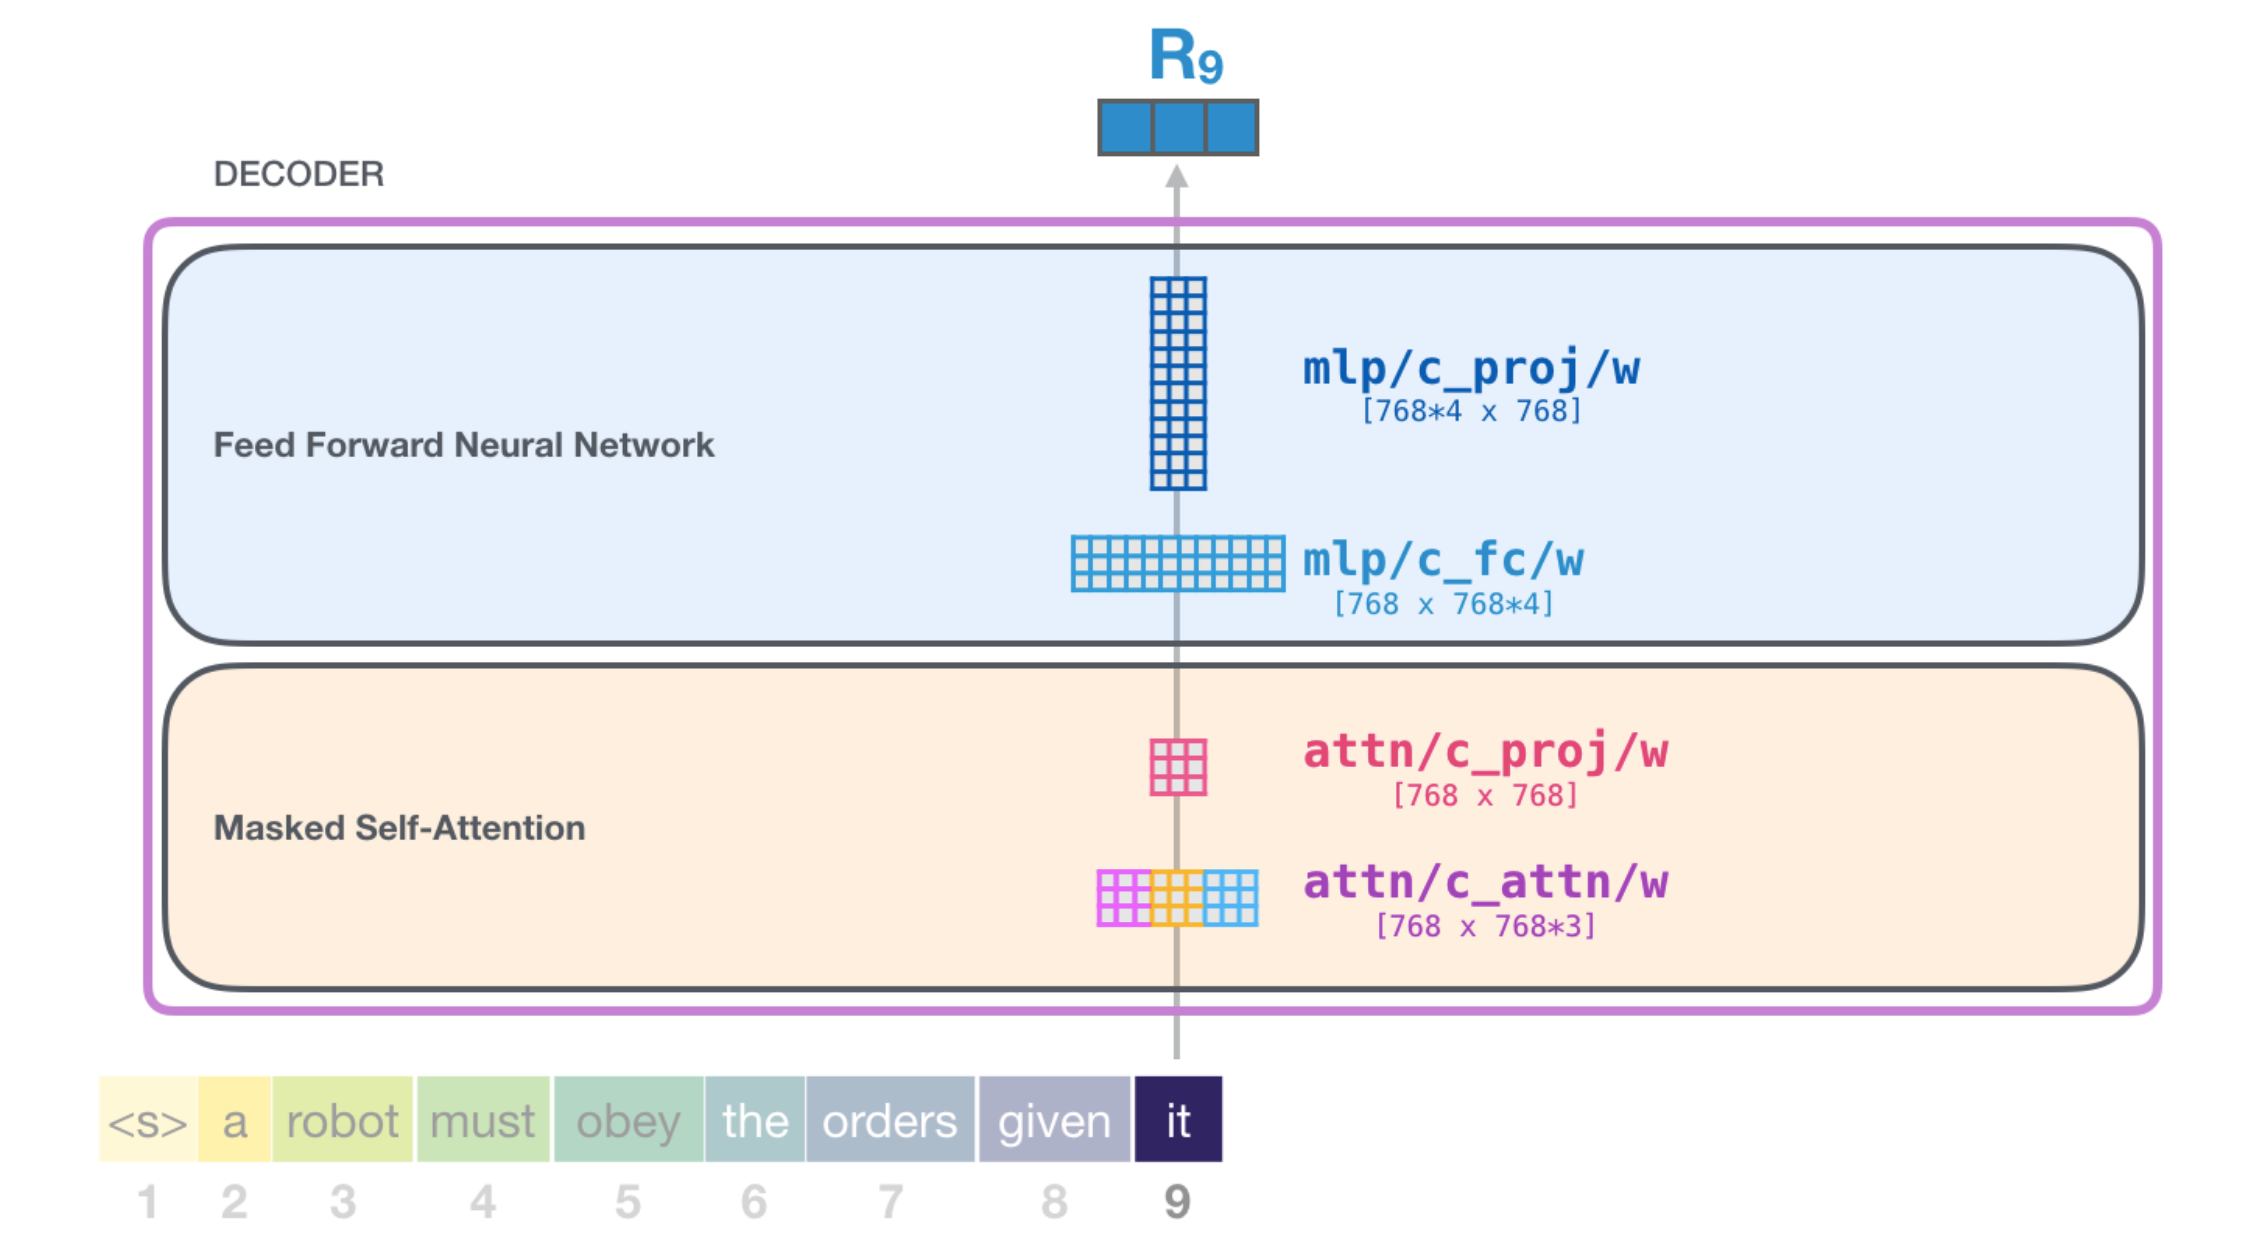 R9
DECODER
mlp/c_proj/w
[768*4 x 768]
Feed Forward Neural Network
mlp/c_fc/w
[768 x 768*4]
attn/c_proj/w
[768 x 768]
Masked Self-Attention
attn/c_attn/w
[768 x 768*3]
<s> a robot must obey the orders given it
1 2 3 4 5 6 7 8 9